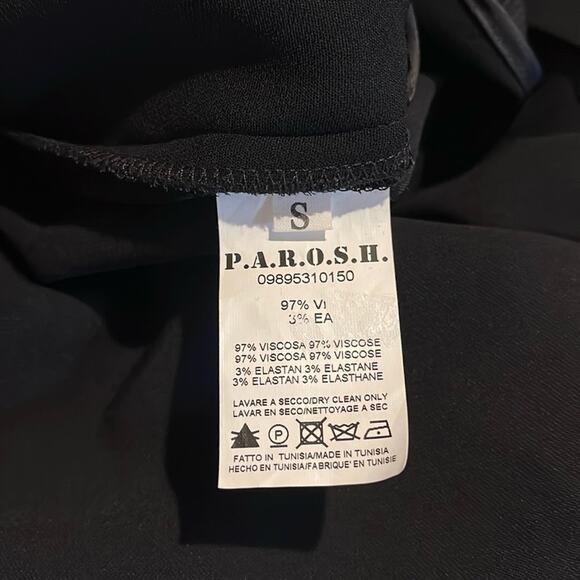 S
P.A.R.O.S.H.
09895310150
97% VI
3% EA
97% VISCOSA 97% VISCOSE
97% VISCOSA 97% VISCOSE
3% ELASTAN 3% ELASTANE
3% ELASTAN 3% ELASTHANE
LAVARE A SECCO/DRY CLEAN ONLY
LAVAR EN SECO/NETTOYAGE A SEC
P
FATTO IN TUNISIA/MADE IN TUNISIA
HECHO EN TUNISIA/FABRIQUE' EN TUNISIE